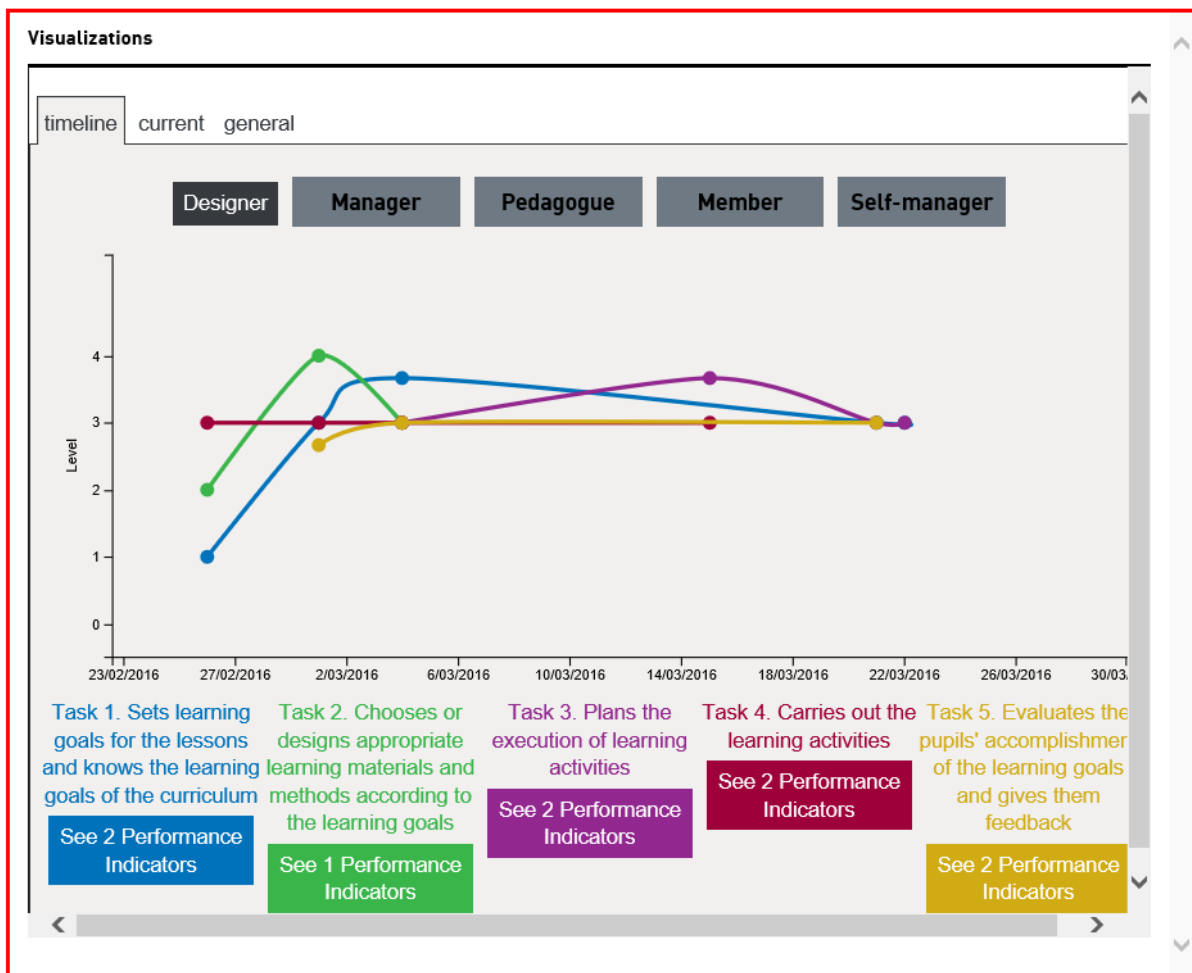 Visualizations
timeline current general
Designer Manager Pedagogue Member Self-manager
4
3
Level
2
1
0
23/02/2016 27/02/2016 2/03/2016 6/03/2016 10/03/2016 14/03/2016 18/03/2016 22/03/2016 26/03/2016 30/03
Task 1. Sets learning
goals for the lessons
and knows the learning
goals of the curriculum
See 2 Performance
Indicators
Task 2. Chooses or
designs appropriate
learning materials and
methods according to
the learning goals
See 1 Performance
Indicators
Task 3. Plans the
execution of learning
activities
See 2 Performance
Indicators
Task 4. Carries out the
learning activities
See 2 Performance
Indicators
Task 5. Evaluates the
pupils' accomplishmen
of the learning goals
and gives them
feedback
See 2 Performance
Indicators